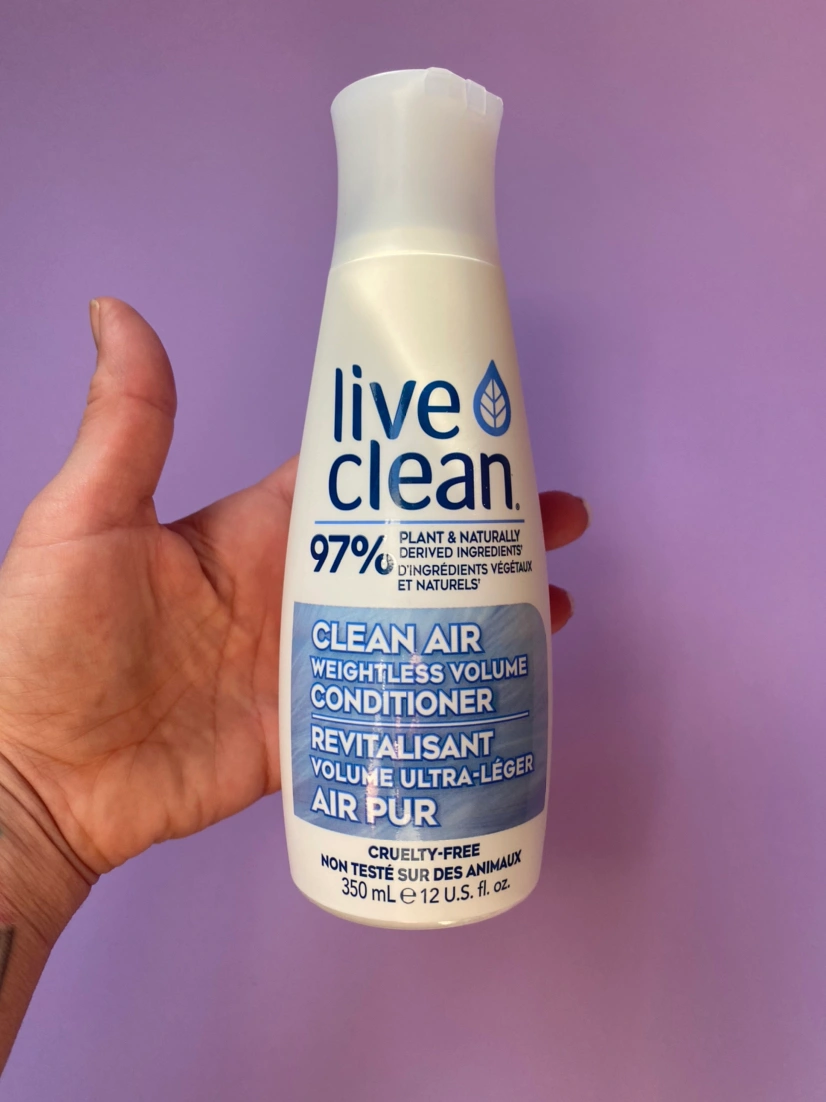 live
clean.
97% PLANT & NATURALLY
DERIVED INGREDIENTS'
D'INGRÉDIENTS VÉGÉTAUX
ET NATURELS'
CLEAN AIR
WEIGHTLESS VOLUME
CONDITIONER
REVITALISANT
VOLUME ULTRA-LÉGER
AIR PUR
CRUELTY-FREE
NON TESTÉ SUR DES ANIMAUX
350 mL ℮ 12 U.S. fl. oz.